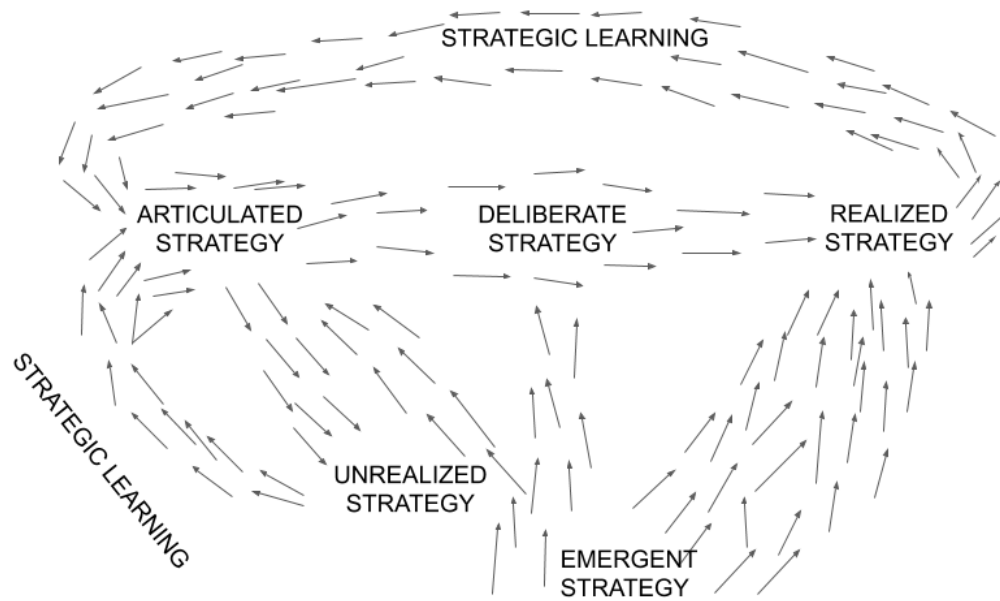 STRATEGIC LEARNING
ARTICULATED
STRATEGY
DELIBERATE
STRATEGY
REALIZED
STRATEGY
STRATEGIC LEARNING
UNREALIZED
STRATEGY
EMERGENT
STRATEGY